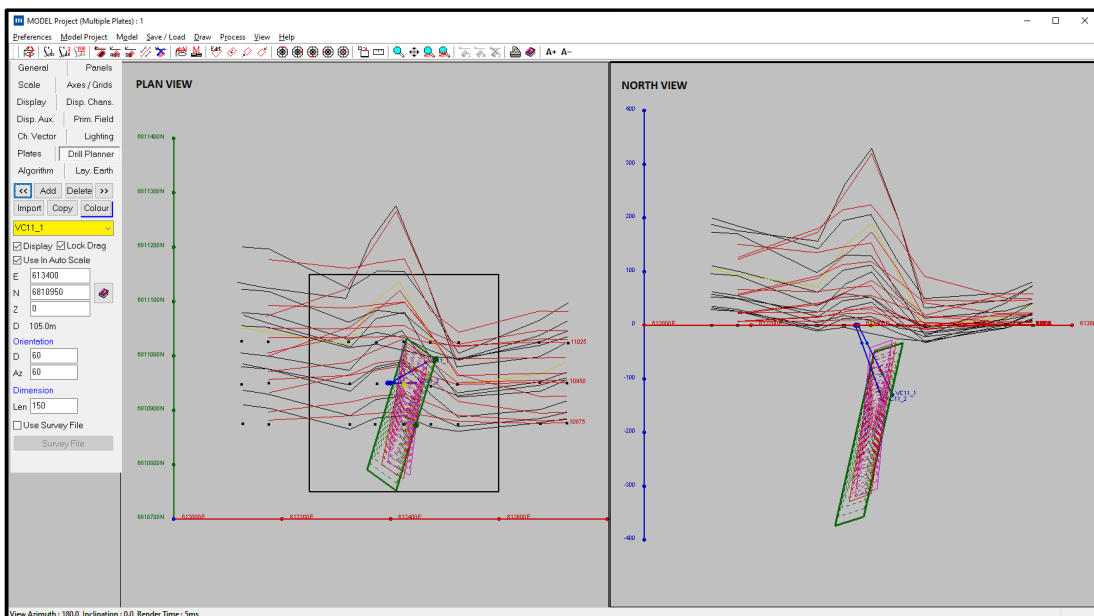 MODEL Project (Multiple Plates) : 1
Preferences Model Project Model Save / Load Draw Process View Help
A+ A-
General Panels
Scale Axes / Grids
Display Disp. Chans.
Disp. Aux. Prim. Field
Ch. Vector Lighting
Plates Drill Planner
Algorithm Lay. Earth
<< Add Delete >>
Import Copy Colour
VC11_1
Display Lock Drag
Use In Auto Scale
E 613400
N 6810950
Z 0
D 105.0m
Orientation
D 60
Az 60
Dimension
Len 150
Use Survey File
Survey File
PLAN VIEW
6811400N
6811300N
6811200N
6811100N
6811000N
6810900N
6810800N
6810700N
11025
10950
10875
NORTH VIEW
400
300
200
100
0
-100
-200
-300
-400
VC11_1
View Azimuth : 180.0 Inclination : 0.0 Render Time : 5ms